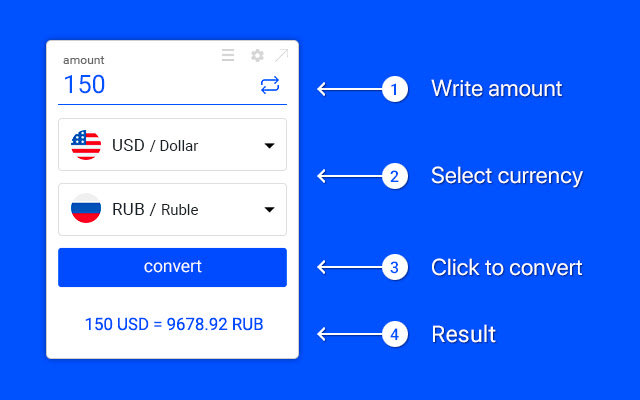 amount
150
1 Write amount
USD / Dollar
2 Select currency
RUB / Ruble
convert
3 Click to convert
150 USD = 9678.92 RUB
4 Result